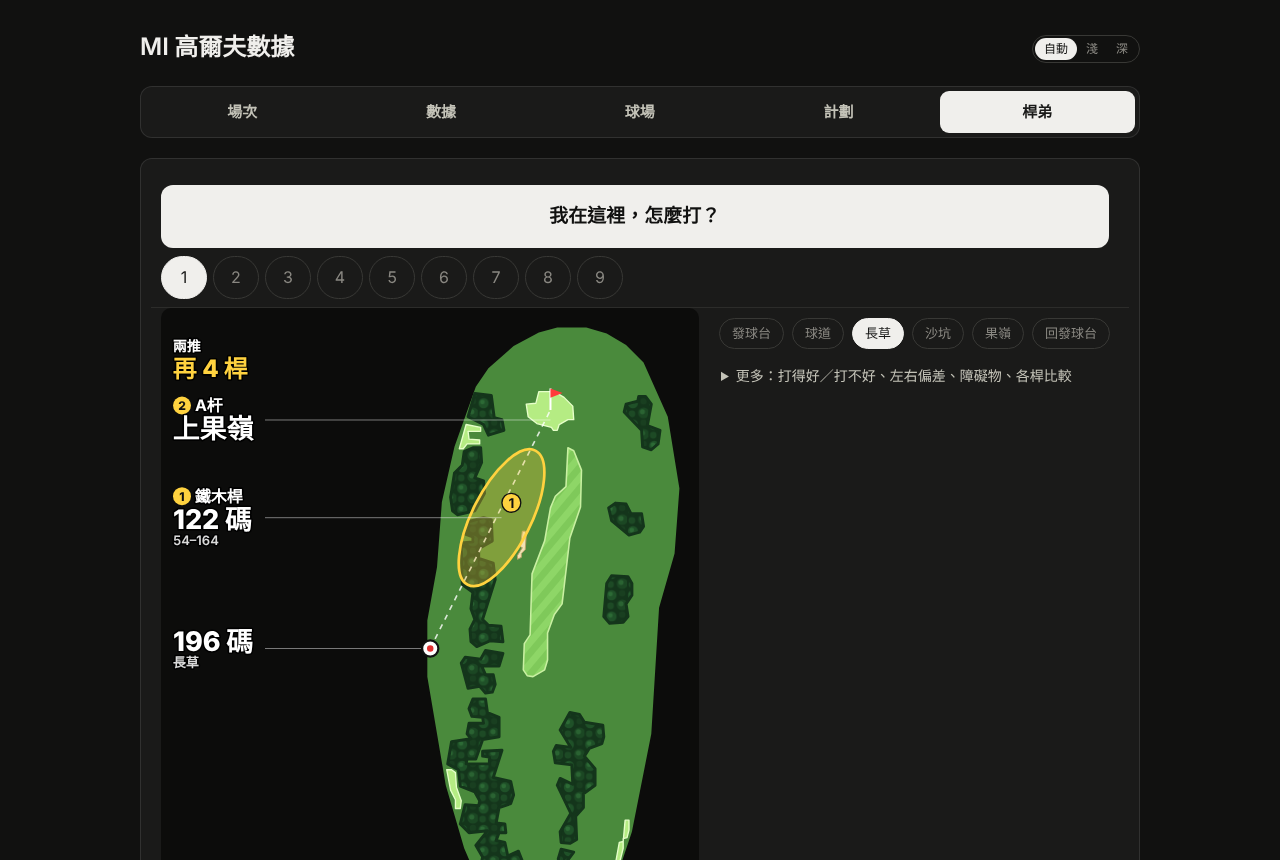 MI 高爾夫數據
自動 淺 深
場次 數據 球場 計劃 桿弟
我在這裡，怎麼打？
1 2 3 4 5 6 7 8 9
發球台 球道 長草 沙坑 果嶺 回發球台
▶ 更多：打得好／打不好、左右偏差、障礙物、各桿比較
兩推
再 4 桿
2 A杆
上果嶺
1 鐵木桿
122 碼
54–164
1
196 碼
長草